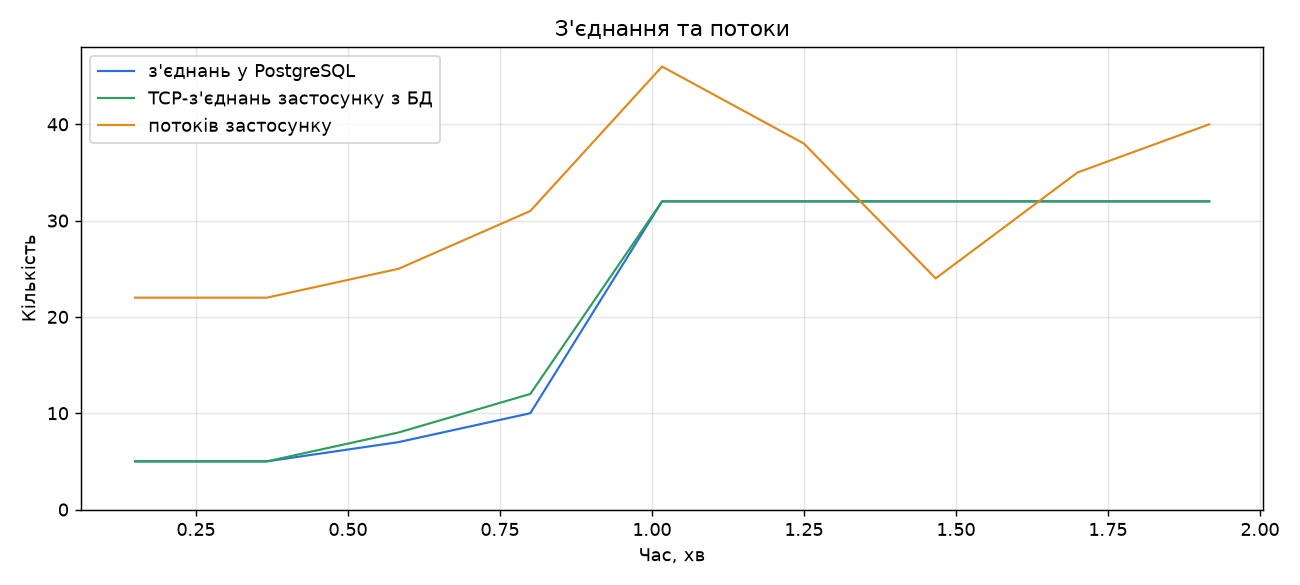 З'єднання та потоки
з'єднань у PostgreSQL
TCP-з'єднань застосунку з БД
потоків застосунку
Кількість
40
30
20
10
0
0.25 0.50 0.75 1.00 1.25 1.50 1.75 2.00
Час, хв